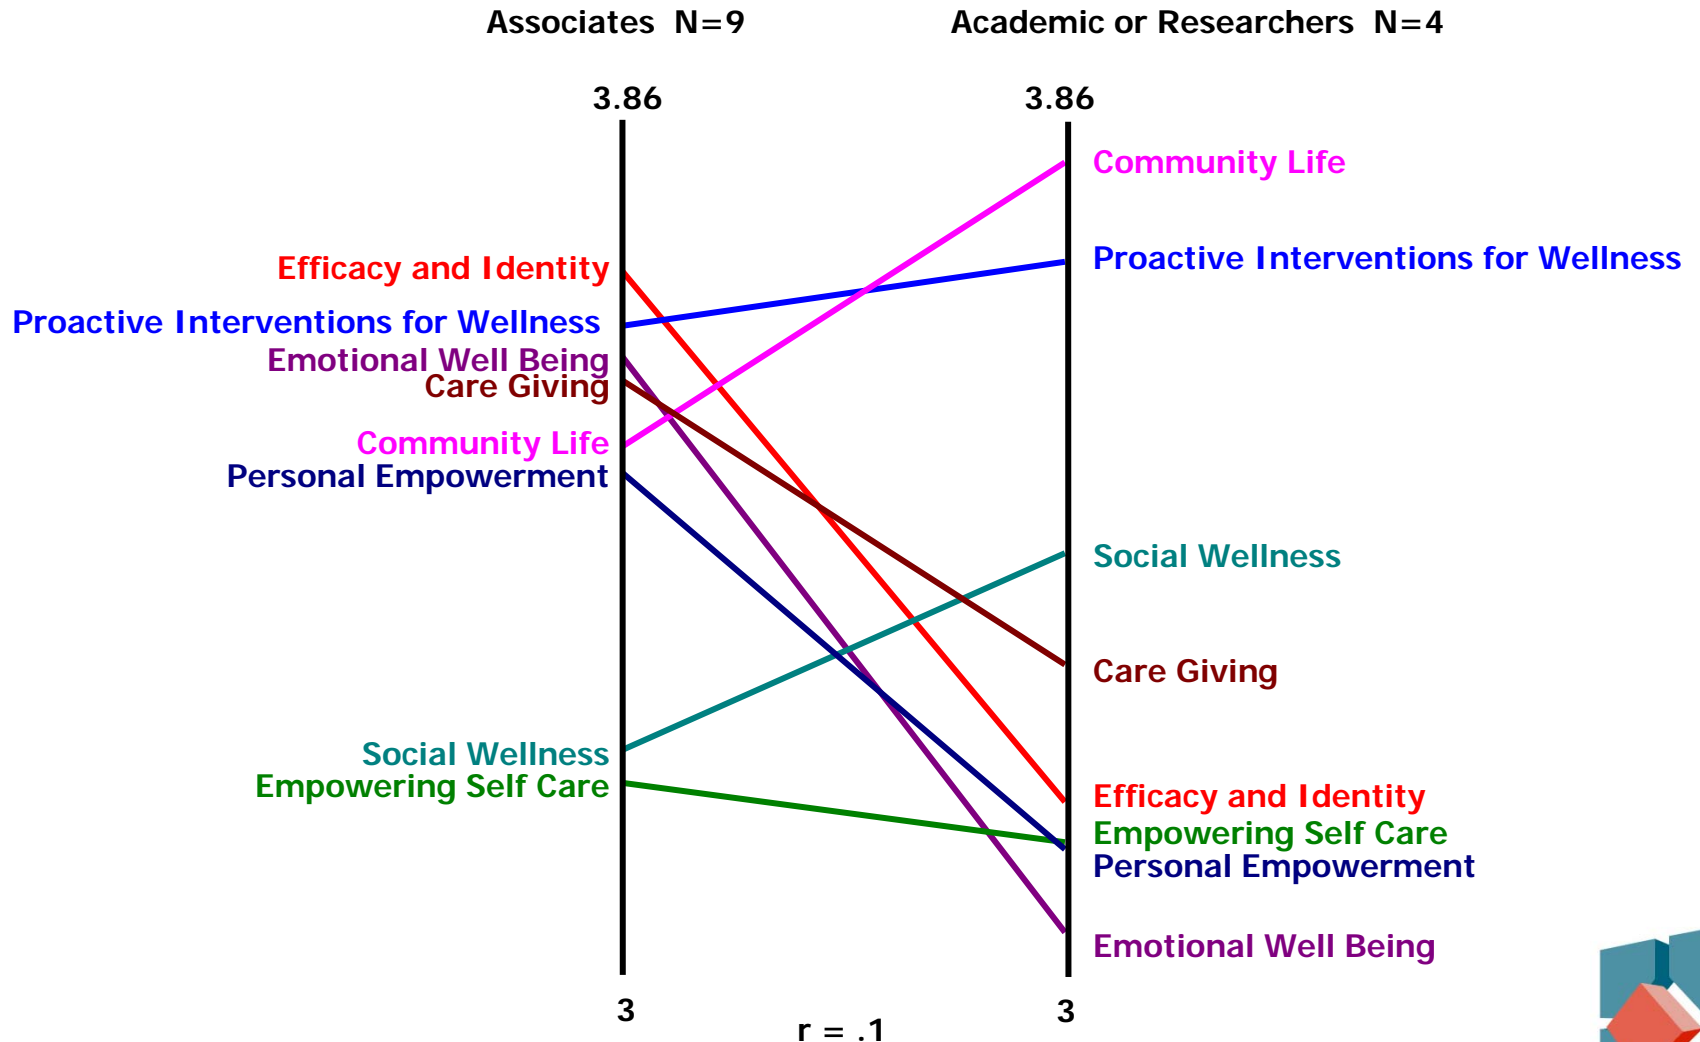 Associates N=9
Academic or Researchers N=4
3.86
3.86
Efficacy and Identity
Proactive Interventions for Wellness
Emotional Well Being
Care Giving
Community Life
Personal Empowerment
Social Wellness
Empowering Self Care
3
Community Life
Proactive Interventions for Wellness
Social Wellness
Care Giving
Efficacy and Identity
Empowering Self Care
Personal Empowerment
Emotional Well Being
3
r = .1